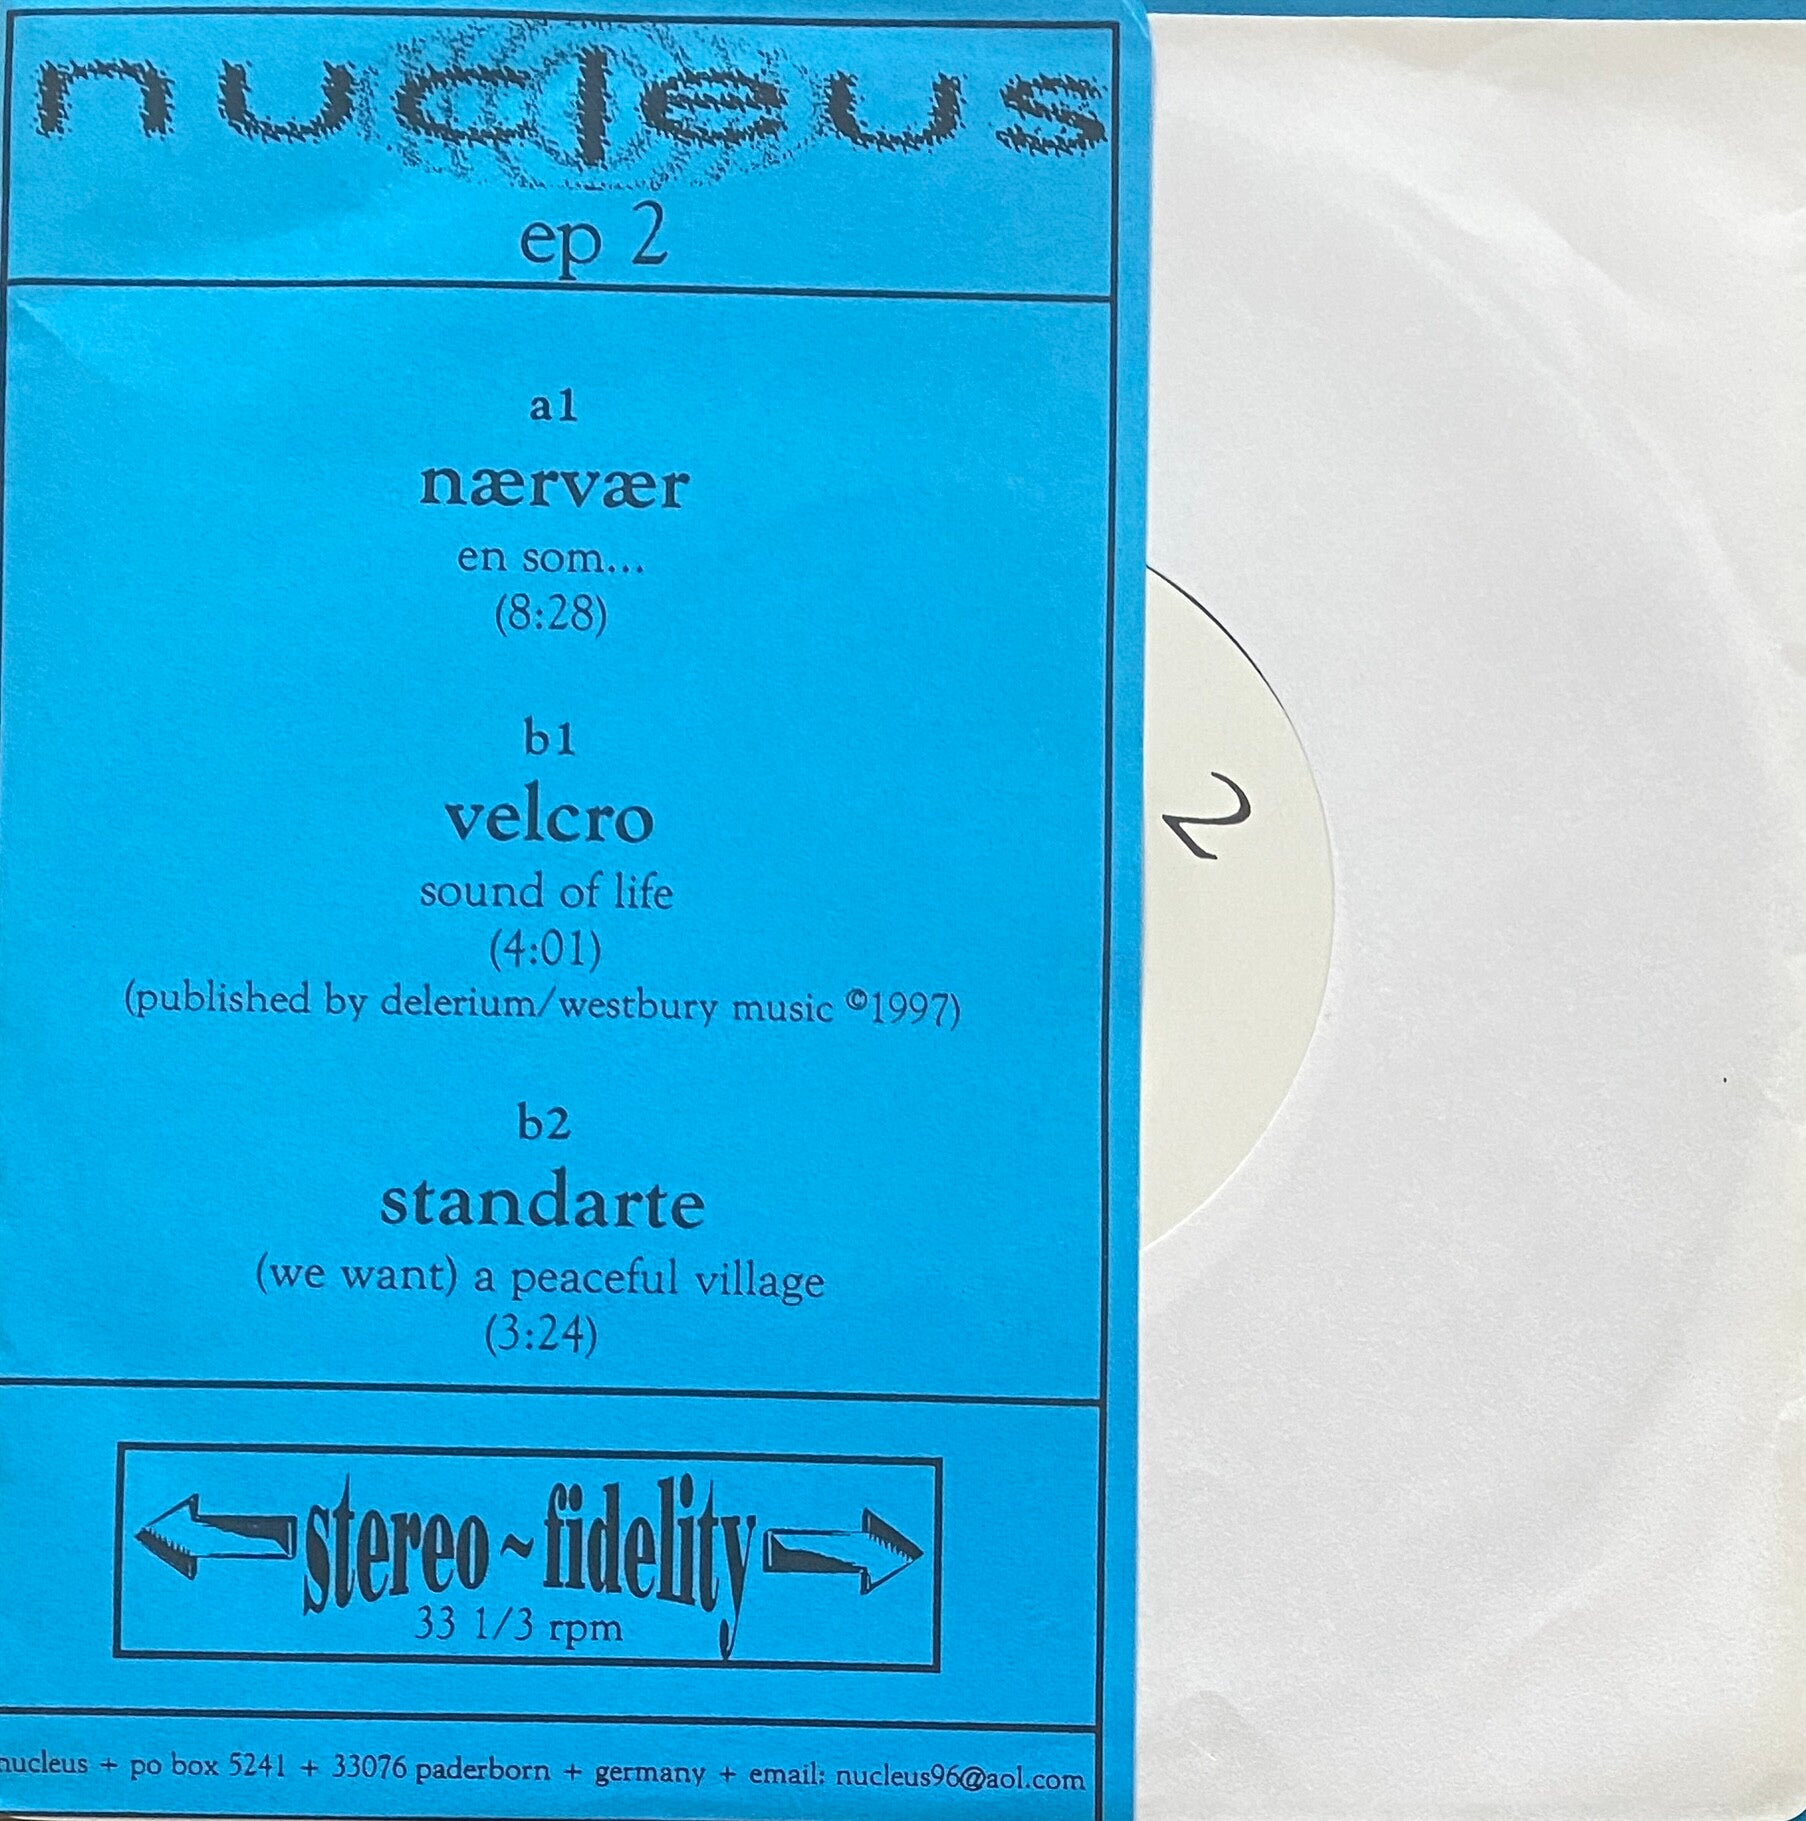 nucleus
ep 2
a1
nærvær
en som...
(8:28)
b1
velcro
sound of life
(4:01)
(published by delerium/westbury music ©1997)
b2
standarte
(we want) a peaceful village
(3:24)
stereo~fidelity
33 1/3 rpm
nucleus + po box 5241 + 33076 paderborn + germany + email: nucleus96@aol.com
2